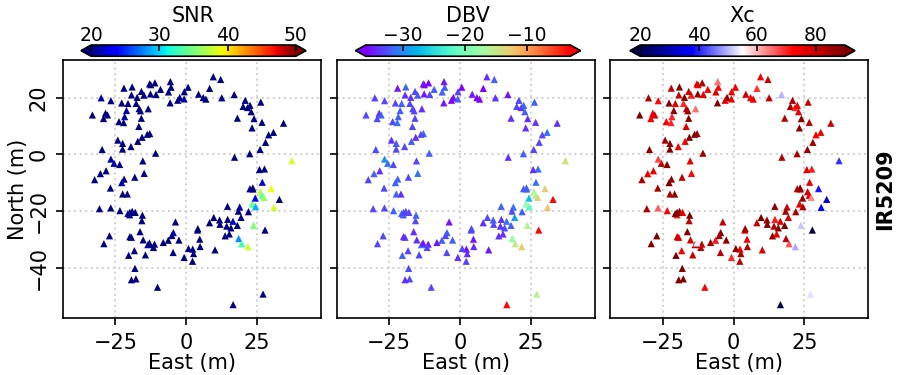 SNR DBV Xc
20 30 40 50 −30 −20 −10 20 40 60 80
20
0
−20
−40
North (m)
−25 0 25 −25 0 25 −25 0 25
East (m) East (m) East (m)
IR5209